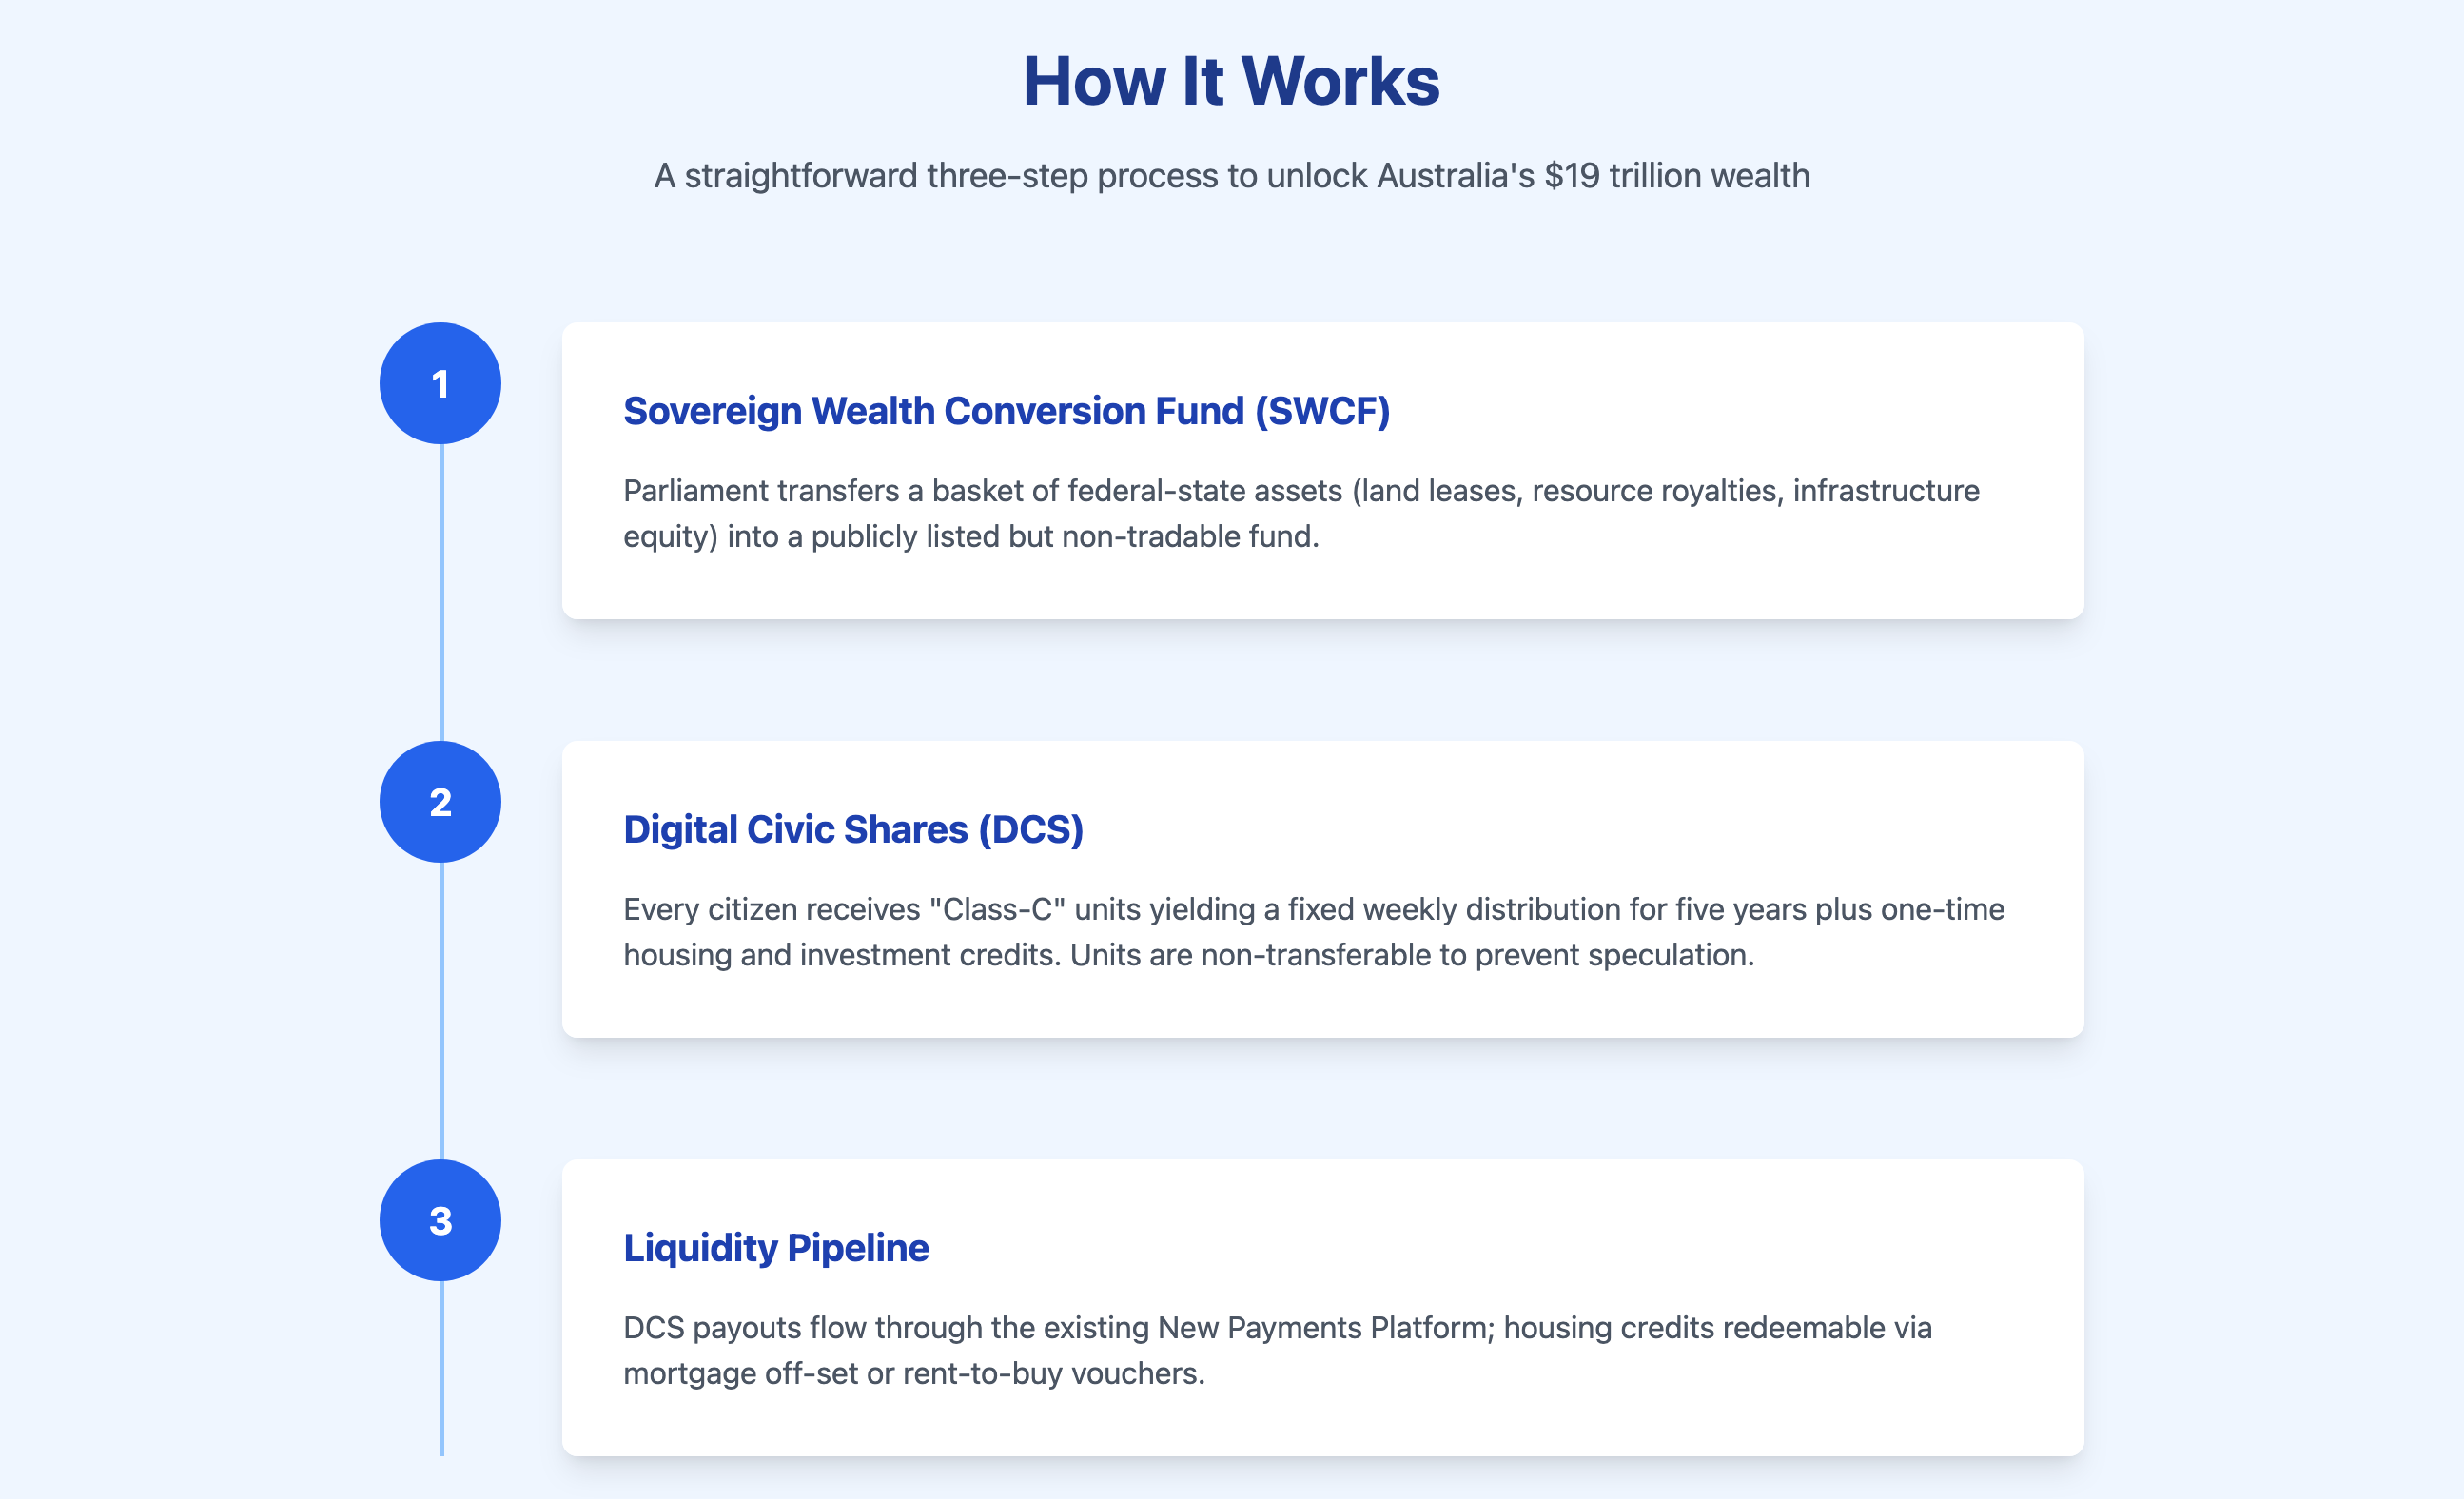 How It Works
A straightforward three-step process to unlock Australia's $19 trillion wealth
1
Sovereign Wealth Conversion Fund (SWCF)
Parliament transfers a basket of federal-state assets (land leases, resource royalties, infrastructure
equity) into a publicly listed but non-tradable fund.
2
Digital Civic Shares (DCS)
Every citizen receives "Class-C" units yielding a fixed weekly distribution for five years plus one-time
housing and investment credits. Units are non-transferable to prevent speculation.
3
Liquidity Pipeline
DCS payouts flow through the existing New Payments Platform; housing credits redeemable via
mortgage off-set or rent-to-buy vouchers.